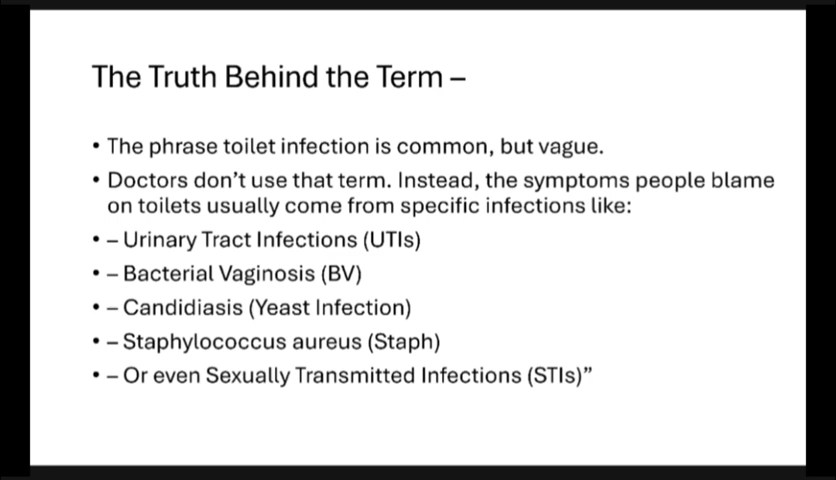 The Truth Behind the Term –
• The phrase toilet infection is common, but vague.
• Doctors don’t use that term. Instead, the symptoms people blame
on toilets usually come from specific infections like:
• – Urinary Tract Infections (UTIs)
• – Bacterial Vaginosis (BV)
• – Candidiasis (Yeast Infection)
• – Staphylococcus aureus (Staph)
• – Or even Sexually Transmitted Infections (STIs)”